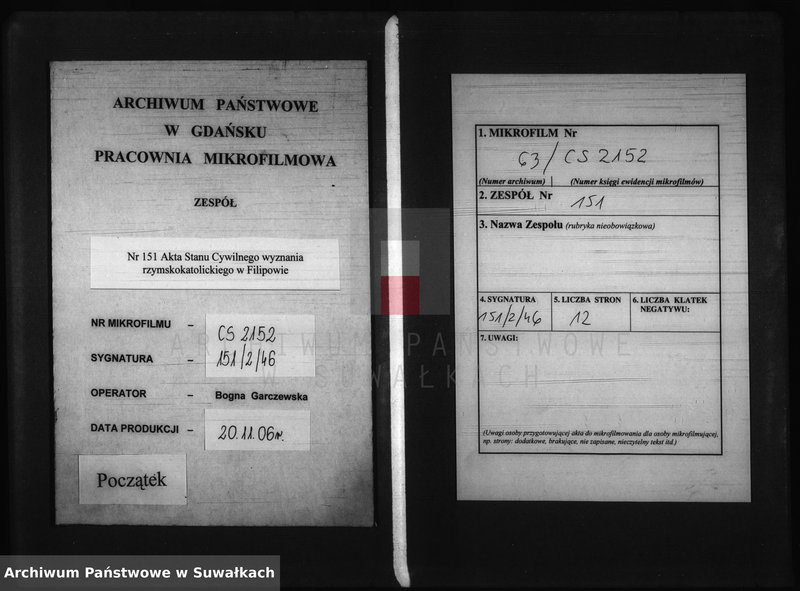 ARCHIWUM PAŃSTWOWE
W GDAŃSKU
PRACOWNIA MIKROFILMOWA
ZESPÓŁ
Nr 151 Akta Stanu Cywilnego wyznania
rzymskokatolickiego w Filipowie
NR MIKROFILMU – CS 2152
SYGNATURA – 151/2/46
OPERATOR – Bogna Garczewska
DATA PRODUKCJI – 20.11.06r.
Początek
1. MIKROFILM Nr
63/CS 2152
(Numer archiwum) (Numer księgi ewidencji mikrofilmów)
2. ZESPÓŁ Nr 151
3. Nazwa Zespołu (rubryka nieobowiązkowa)
4. SYGNATURA
151/2/46
5. LICZBA STRON
12
6. LICZBA KLATEK
NEGATYWU:
7. UWAGI:
(Uwagi osoby przygotowującej akta do mikrofilmowania dla osoby mikrofilmującej,
np. strony: dodatkowe, brakujące, nie zapisane, nieczytelny tekst itd.)
ARCHIWUM PAŃSTWOWE
W SUWAŁKACH
Archiwum Państwowe w Suwałkach